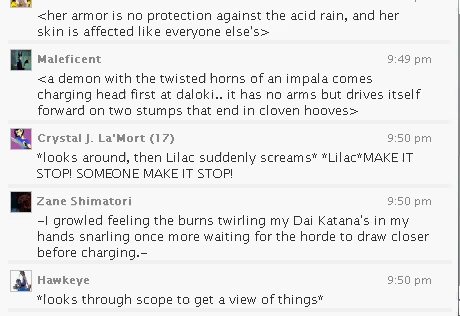 <her armor is no protection against the acid rain, and her
skin is affected like everyone else's>
Maleficent 9:49 pm
<a demon with the twisted horns of an impala comes
charging head first at daloki.. it has no arms but drives itself
forward on two stumps that end in cloven hooves>
Crystal J. La'Mort (17) 9:50 pm
*looks around, then Lilac suddenly screams* *Lilac*MAKE IT
STOP! SOMEONE MAKE IT STOP!
Zane Shimatori 9:50 pm
~I growled feeling the burns twirling my Dai Katana's in my
hands snarling once more waiting for the horde to draw closer
before charging.~
Hawkeye 9:50 pm
*looks through scope to get a view of things*